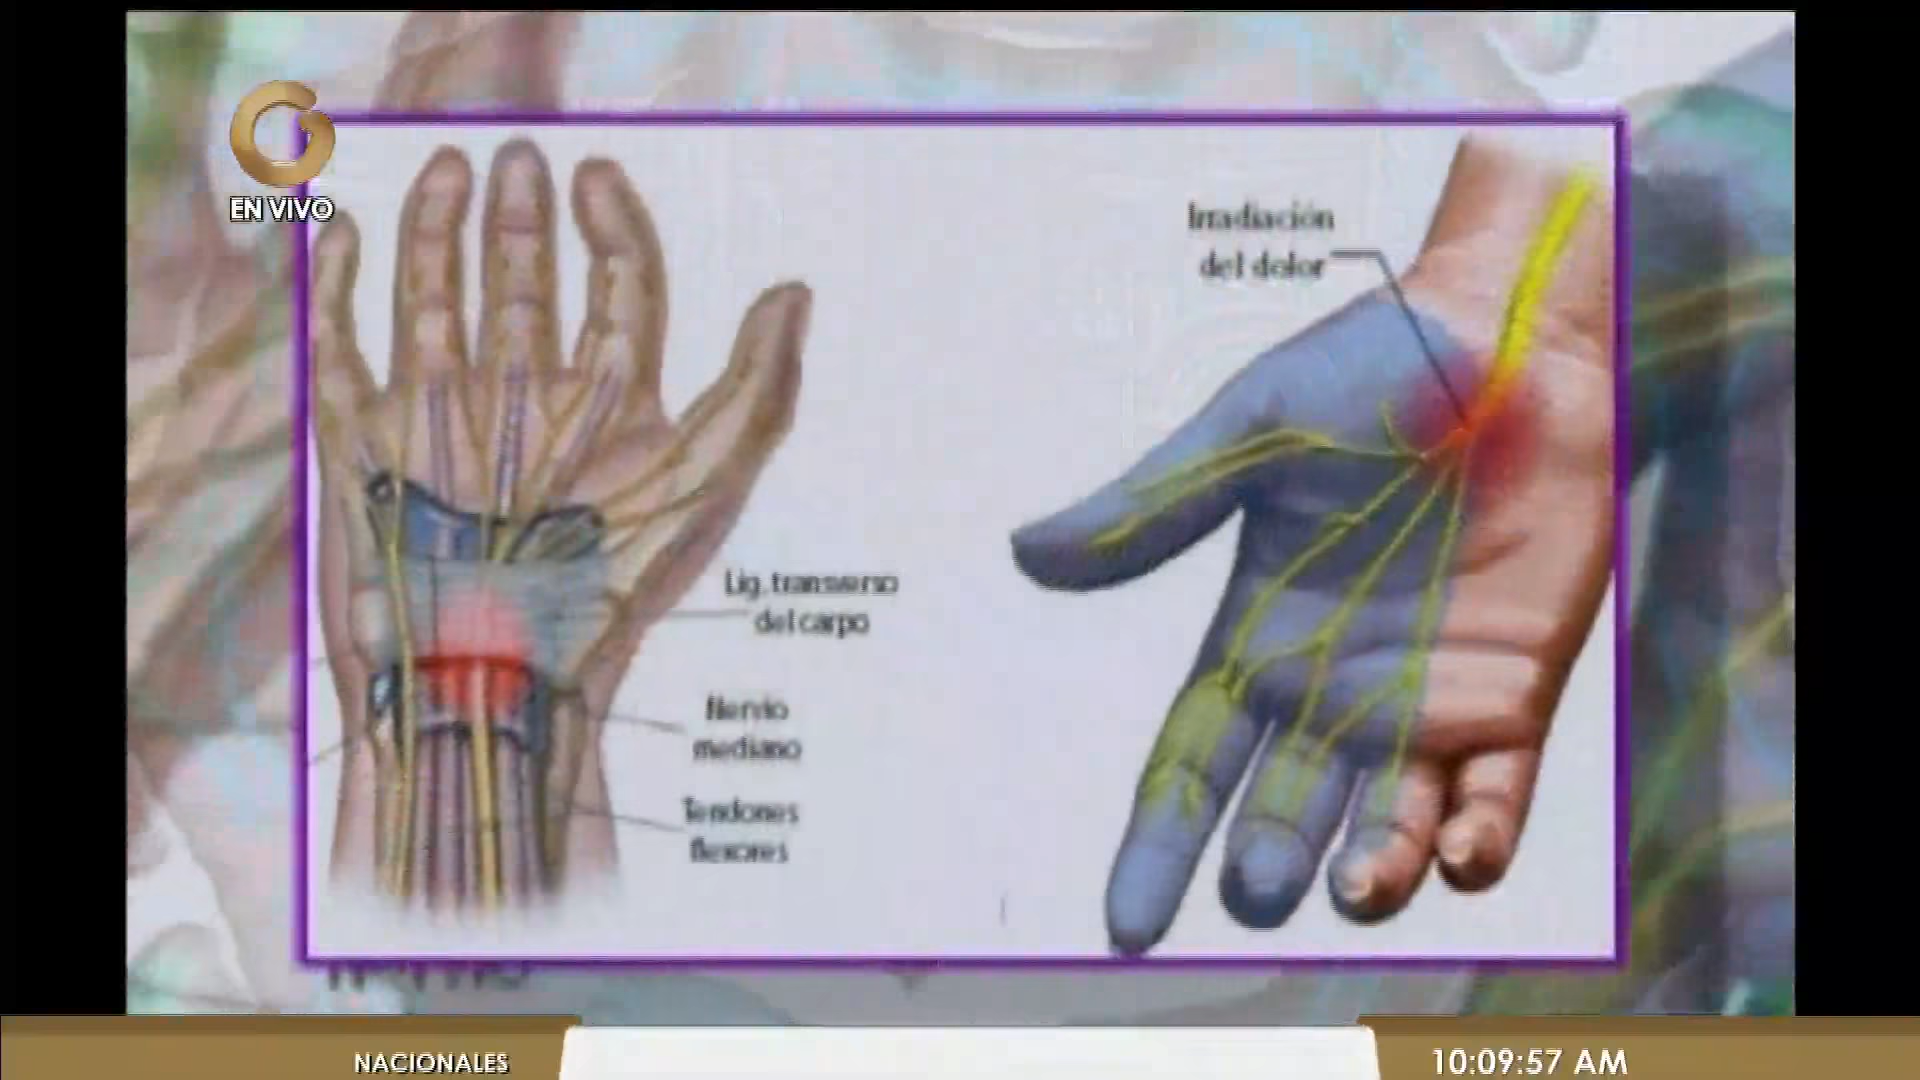 EN VIVO
Irradiación
del dolor
Lig. transverso
del carpo
Nervio
mediano
Tendones
flexores
NACIONALES
10:09:57 AM